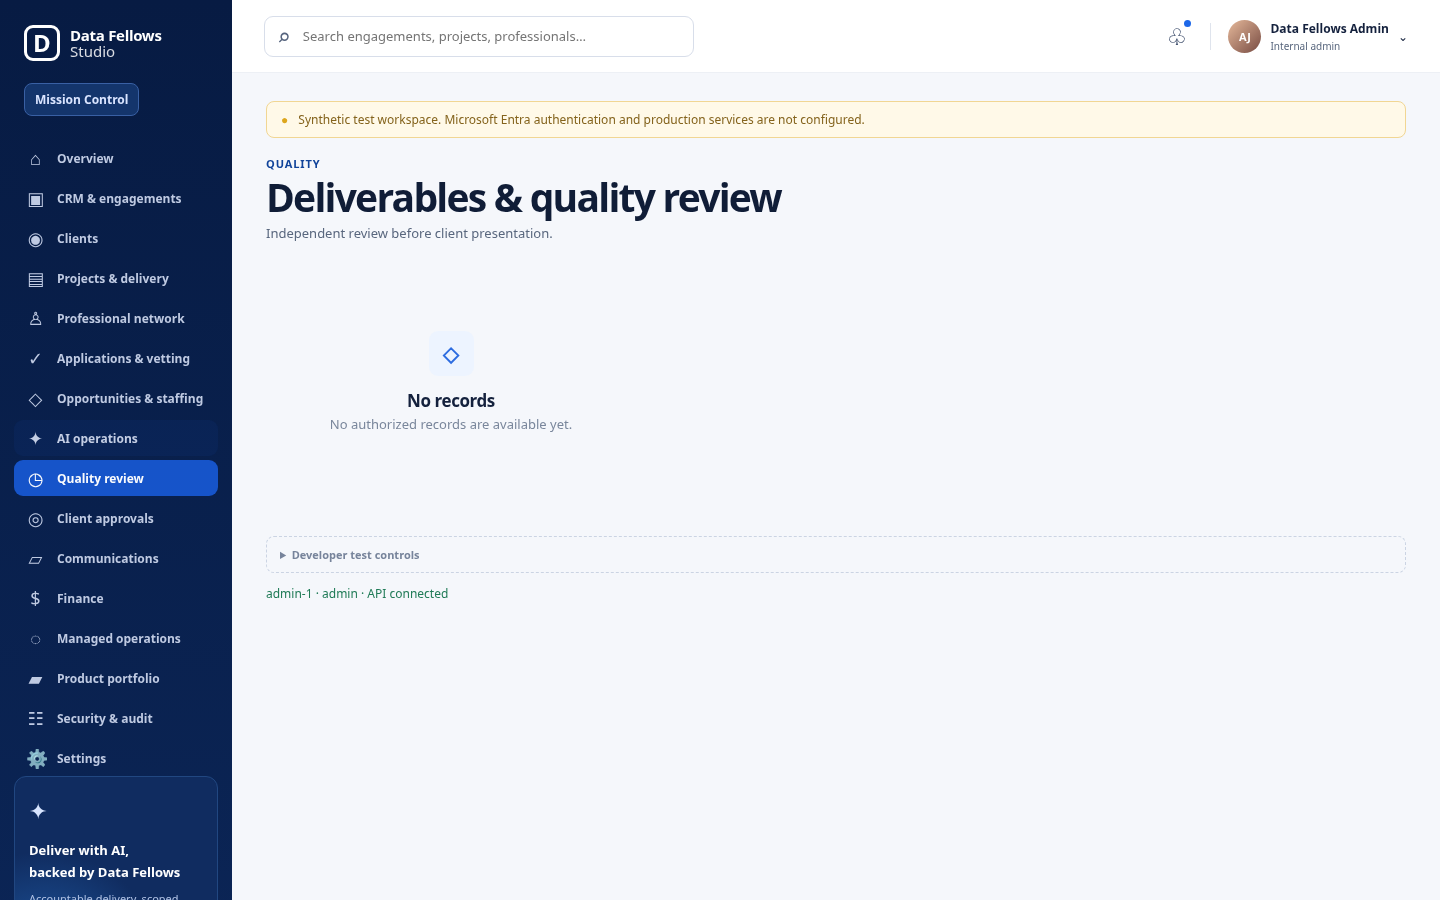 D
Data Fellows
Studio
Mission Control
Overview
CRM & engagements
Clients
Projects & delivery
Professional network
Applications & vetting
Opportunities & staffing
AI operations
Quality review
Client approvals
Communications
$ Finance
Managed operations
Product portfolio
Security & audit
Settings
Deliver with AI,
backed by Data Fellows
Accountable delivery, scoped
Search engagements, projects, professionals...
AJ
Data Fellows Admin
Internal admin
Synthetic test workspace. Microsoft Entra authentication and production services are not configured.
QUALITY
Deliverables & quality review
Independent review before client presentation.
No records
No authorized records are available yet.
Developer test controls
admin-1 · admin · API connected